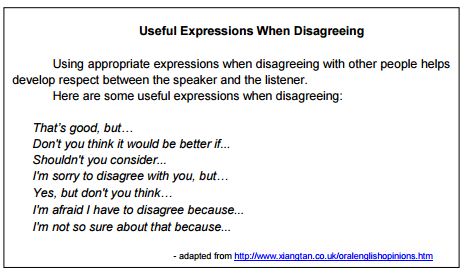 Useful Expressions When Disagreeing
Using appropriate expressions when disagreeing with other people helps
develop respect between the speaker and the listener.
Here are some useful expressions when disagreeing:
That's good, but…
Don't you think it would be better if...
Shouldn't you consider...
I'm sorry to disagree with you, but…
Yes, but don't you think…
I'm afraid I have to disagree because...
I'm not so sure about that because...
- adapted from http://www.xiangtan.co.uk/oralenglishopinions.htm